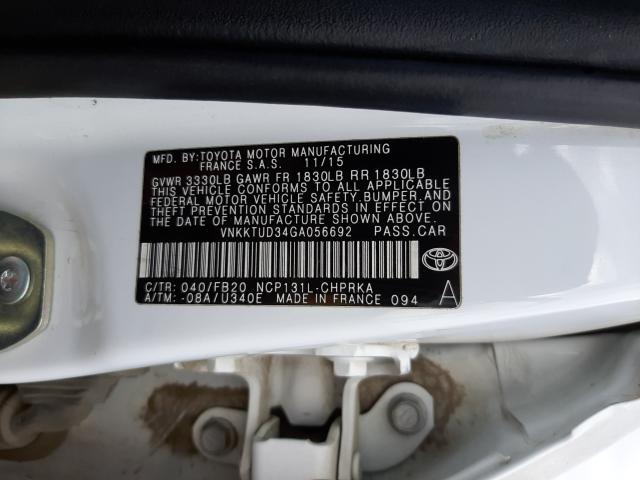 MFD. BY:TOYOTA MOTOR MANUFACTURING
FRANCE S.A.S. 11/15
GVWR 3330LB GAWR FR 1830LB RR 1830LB
THIS VEHICLE CONFORMS TO ALL APPLICABLE
FEDERAL MOTOR VEHICLE SAFETY,BUMPER,AND
THEFT PREVENTION STANDARDS IN EFFECT ON
THE DATE OF MANUFACTURE SHOWN ABOVE.
VNKKTUD34GA056692 PASS.CAR
C/TR: 040/FB20 NCP131L-CHPRKA
A/TM: -08A/U340E MADE IN FRANCE 094 A